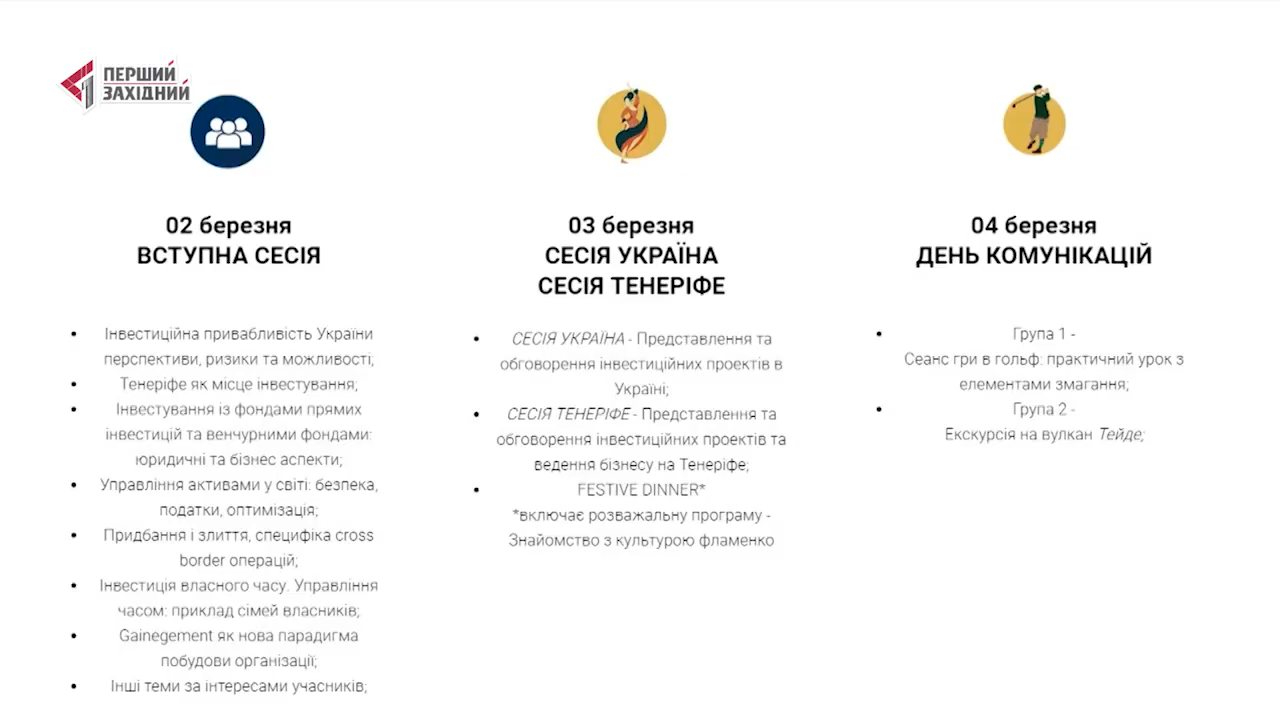 ПЕРШИЙ
ЗАХІДНИЙ
02 березня
ВСТУПНА СЕСІЯ
Інвестиційна привабливість України
перспективи, ризики та можливості;
Тенеріфе як місце інвестування;
Інвестування із фондами прямих
інвестицій та венчурними фондами:
юридичні та бізнес аспекти;
Управління активами у світі: безпека,
податки, оптимізація;
Придбання і злиття, специфіка cross
border операцій;
Інвестиція власного часу. Управління
часом: приклад сімей власників;
Gainegement як нова парадигма
побудови організації;
Інші теми за інтересами учасників;
03 березня
СЕСІЯ УКРАЇНА
СЕСІЯ ТЕНЕРІФЕ
СЕСІЯ УКРАЇНА - Представлення та
обговорення інвестиційних проектів в
Україні;
СЕСІЯ ТЕНЕРІФЕ - Представлення та
обговорення інвестиційних проектів та
ведення бізнесу на Тенеріфе;
FESTIVE DINNER*
*включає розважальну програму -
Знайомство з культурою фламенко
04 березня
ДЕНЬ КОМУНІКАЦІЙ
Група 1 -
Сеанс гри в гольф: практичний урок з
елементами змагання;
Група 2 -
Екскурсія на вулкан Тейде;